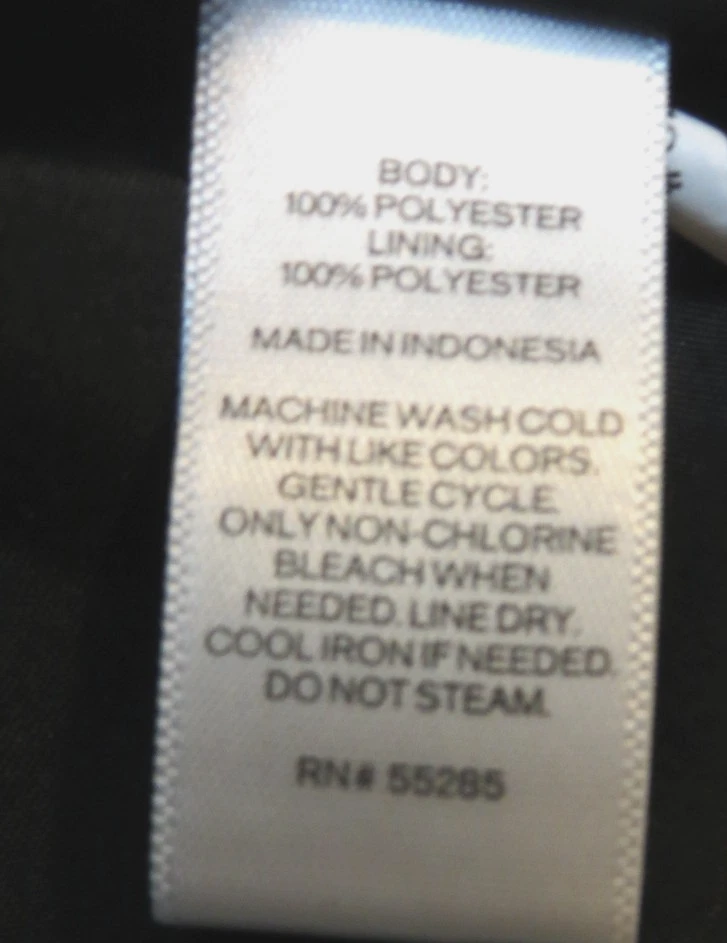 BODY:
100% POLYESTER
LINING:
100% POLYESTER
MADE IN INDONESIA
MACHINE WASH COLD
WITH LIKE COLORS.
GENTLE CYCLE.
ONLY NON-CHLORINE
BLEACH WHEN
NEEDED. LINE DRY.
COOL IRON IF NEEDED.
DO NOT STEAM.
RN# 55285